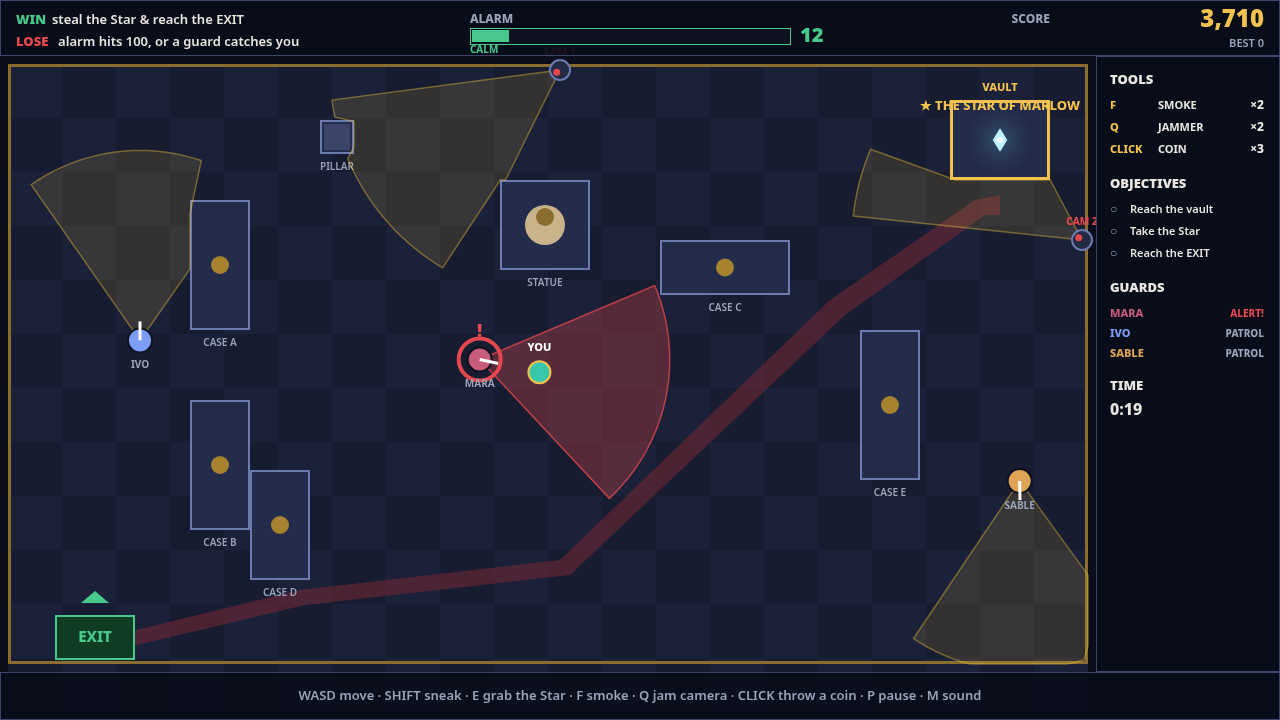 WIN steal the Star & reach the EXIT
LOSE alarm hits 100, or a guard catches you
ALARM
12
CALM
SCORE
3,710
BEST 0
CAM 1
VAULT
★ THE STAR OF MARLOW
PILLAR
CAM 2
STATUE
CASE C
CASE A
IVO
!
YOU
MARA
CASE E
SABLE
CASE B
CASE D
EXIT
TOOLS
F SMOKE ×2
Q JAMMER ×2
CLICK COIN ×3
OBJECTIVES
○ Reach the vault
○ Take the Star
○ Reach the EXIT
GUARDS
MARA ALERT!
IVO PATROL
SABLE PATROL
TIME
0:19
WASD move · SHIFT sneak · E grab the Star · F smoke · Q jam camera · CLICK throw a coin · P pause · M sound